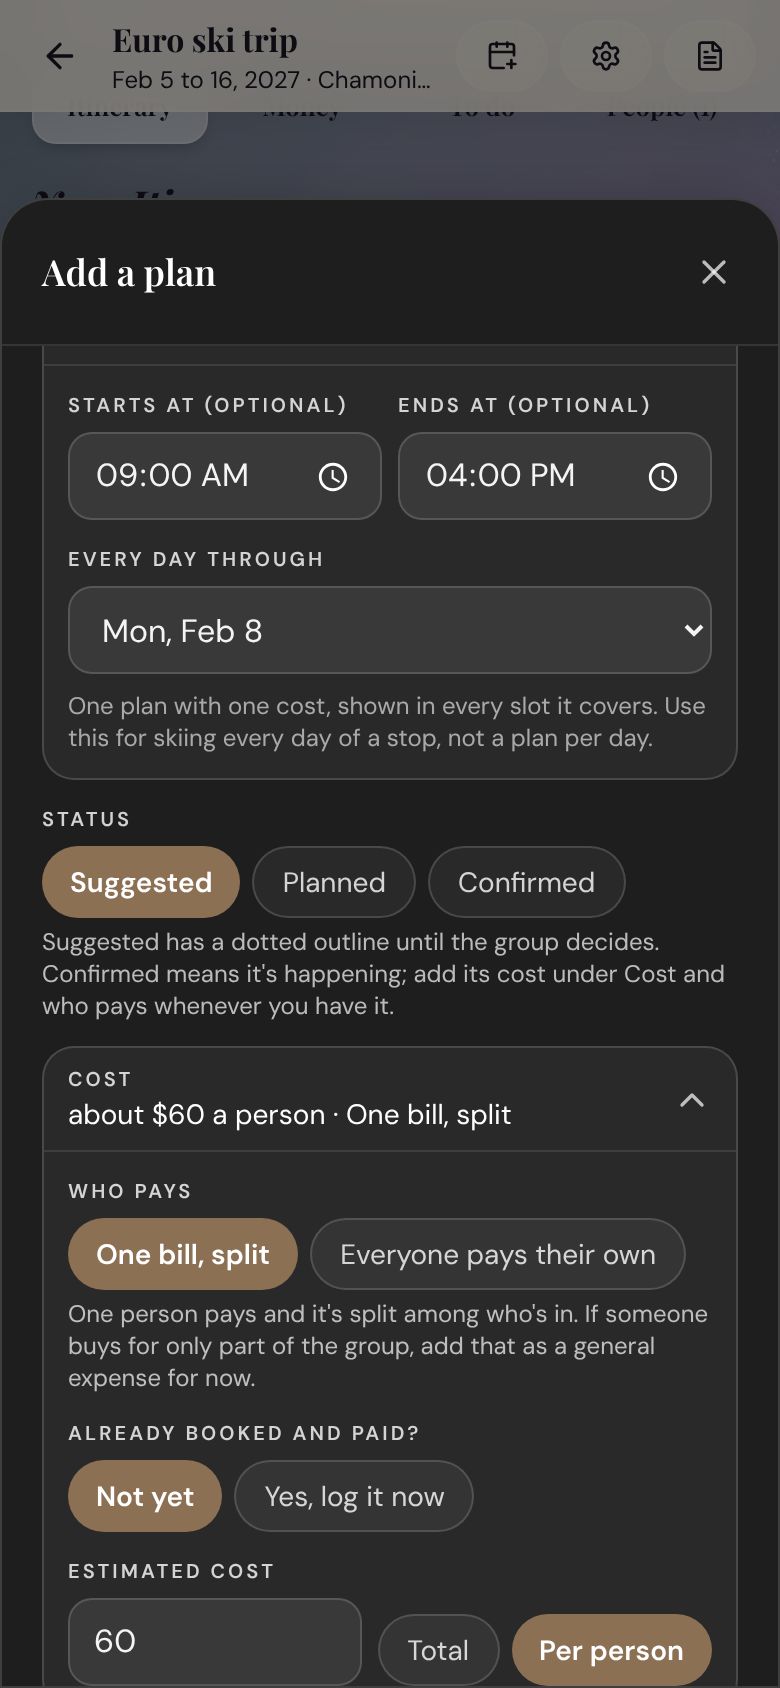 Euro ski trip
Feb 5 to 16, 2027 · Chamoni...
Itinerary Money To do People (1)
Add a plan
STARTS AT (OPTIONAL) ENDS AT (OPTIONAL)
09:00 AM 04:00 PM
EVERY DAY THROUGH
Mon, Feb 8
One plan with one cost, shown in every slot it covers. Use
this for skiing every day of a stop, not a plan per day.
STATUS
Suggested Planned Confirmed
Suggested has a dotted outline until the group decides.
Confirmed means it's happening; add its cost under Cost and
who pays whenever you have it.
COST
about $60 a person · One bill, split
WHO PAYS
One bill, split Everyone pays their own
One person pays and it's split among who's in. If someone
buys for only part of the group, add that as a general
expense for now.
ALREADY BOOKED AND PAID?
Not yet Yes, log it now
ESTIMATED COST
60 Total Per person